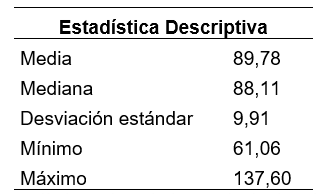 Estadística Descriptiva
Media 89,78
Mediana 88,11
Desviación estándar 9,91
Mínimo 61,06
Máximo 137,60